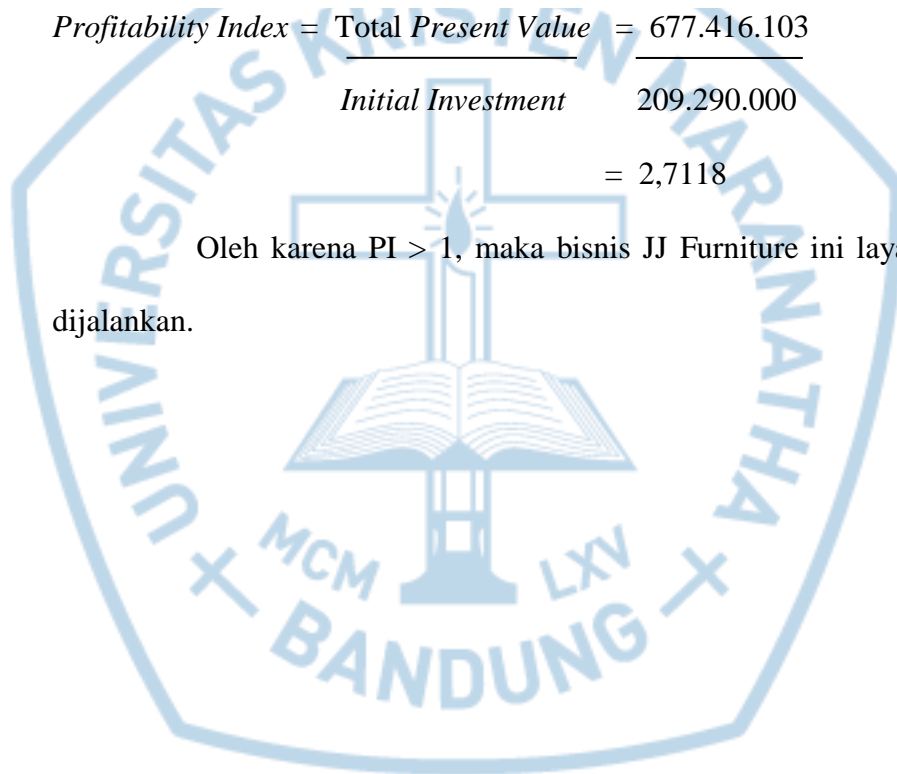 Profitability Index = Total Present Value = 677.416.103
Initial Investment 209.290.000
= 2,7118
Oleh karena PI > 1, maka bisnis JJ Furniture ini laya
dijalankan.
UNIVERSITAS KRISTEN MARANATHA
MCM LXV
BANDUNG